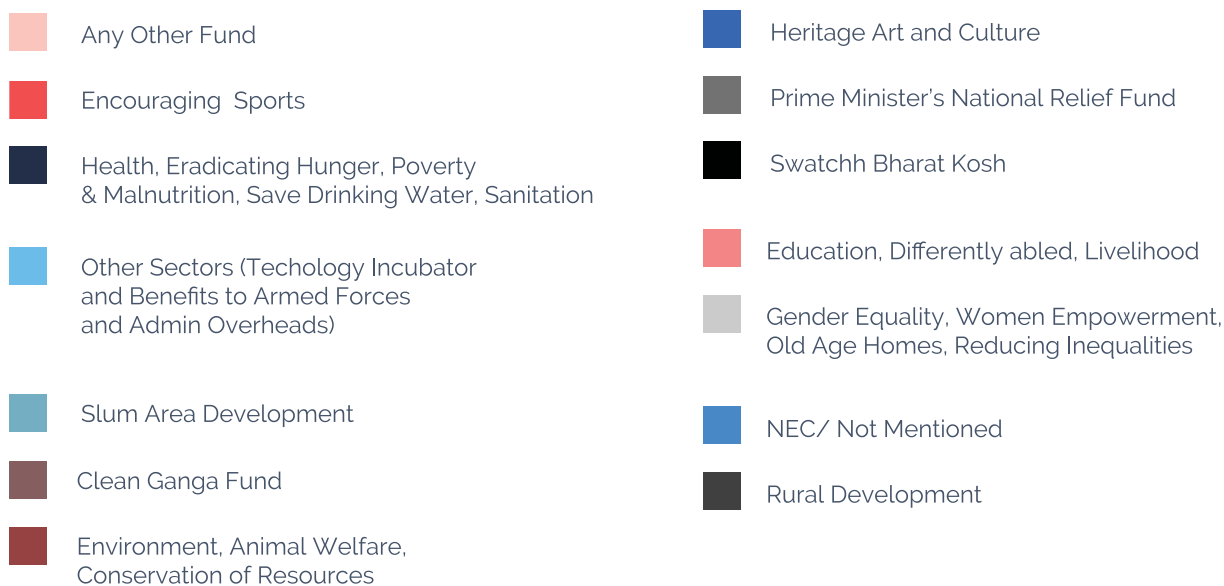 Any Other Fund
Encouraging Sports
Health, Eradicating Hunger, Poverty
& Malnutrition, Save Drinking Water, Sanitation
Other Sectors (Techology Incubator
and Benefits to Armed Forces
and Admin Overheads)
Slum Area Development
Clean Ganga Fund
Environment, Animal Welfare,
Conservation of Resources
Heritage Art and Culture
Prime Minister’s National Relief Fund
Swatchh Bharat Kosh
Education, Differently abled, Livelihood
Gender Equality, Women Empowerment,
Old Age Homes, Reducing Inequalities
NEC/ Not Mentioned
Rural Development